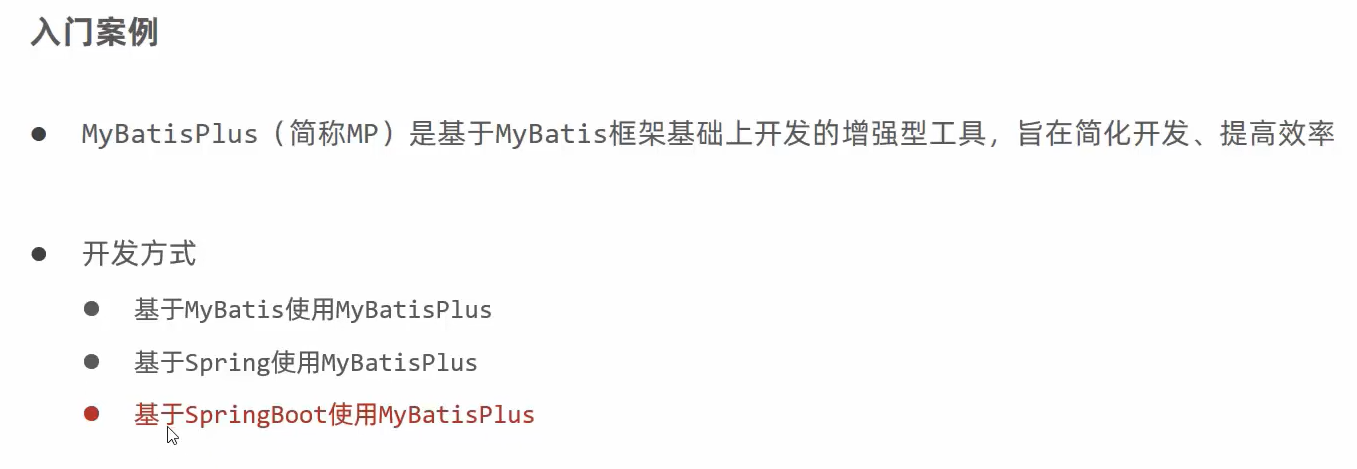 入门案例
MyBatisPlus（简称MP）是基于MyBatis框架基础上开发的增强型工具，旨在简化开发、提高效率
开发方式
基于MyBatis使用MyBatisPlus
基于Spring使用MyBatisPlus
基于SpringBoot使用MyBatisPlus